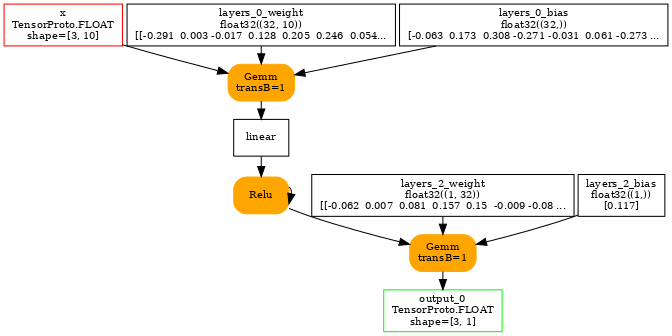 x
TensorProto.FLOAT
shape=[3, 10]
layers_0_weight
float32((32, 10))
[[-0.291  0.003 -0.017  0.128  0.205  0.246  0.054...
layers_0_bias
float32((32,))
[-0.063  0.173  0.308 -0.271 -0.031  0.061 -0.273 ...
Gemm
transB=1
linear
Relu
layers_2_weight
float32((1, 32))
[[-0.062  0.007  0.081  0.157  0.15  -0.009 -0.08 ...
layers_2_bias
float32((1,))
[0.117]
Gemm
transB=1
output_0
TensorProto.FLOAT
shape=[3, 1]